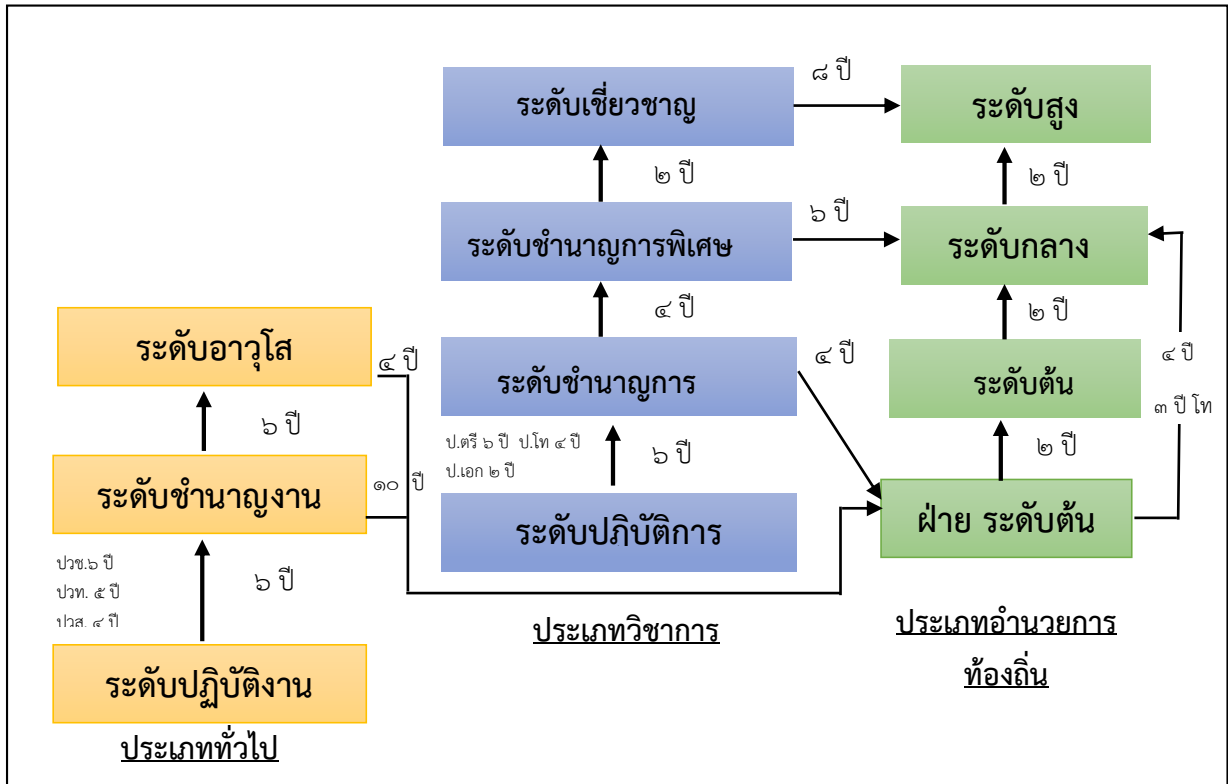 ระดับเชี่ยวชาญ
๘ ปี
ระดับสูง
๒ ปี
๒ ปี
ระดับชำนาญการพิเศษ
๖ ปี
ระดับกลาง
๔ ปี
๒ ปี
๔ ปี
ระดับอาวุโส
๔ ปี
ระดับชำนาญการ
๔ ปี
ระดับต้น
๓ ปี โท
๖ ปี
ป.ตรี ๖ ปี ป.โท ๔ ปี
ป.เอก ๒ ปี
๖ ปี
๒ ปี
ระดับชำนาญงาน
๑๐ ปี
ระดับปภิบัติการ
ฝ่าย ระดับต้น
ปวช.๖ ปี
ปวท. ๕ ปี
ปวส. ๔ ปี
๖ ปี
ระดับปฏิบัติงาน
ประเภททั่วไป
ประเภทวิชาการ
ประเภทอำนวยการ
ท้องถิ่น